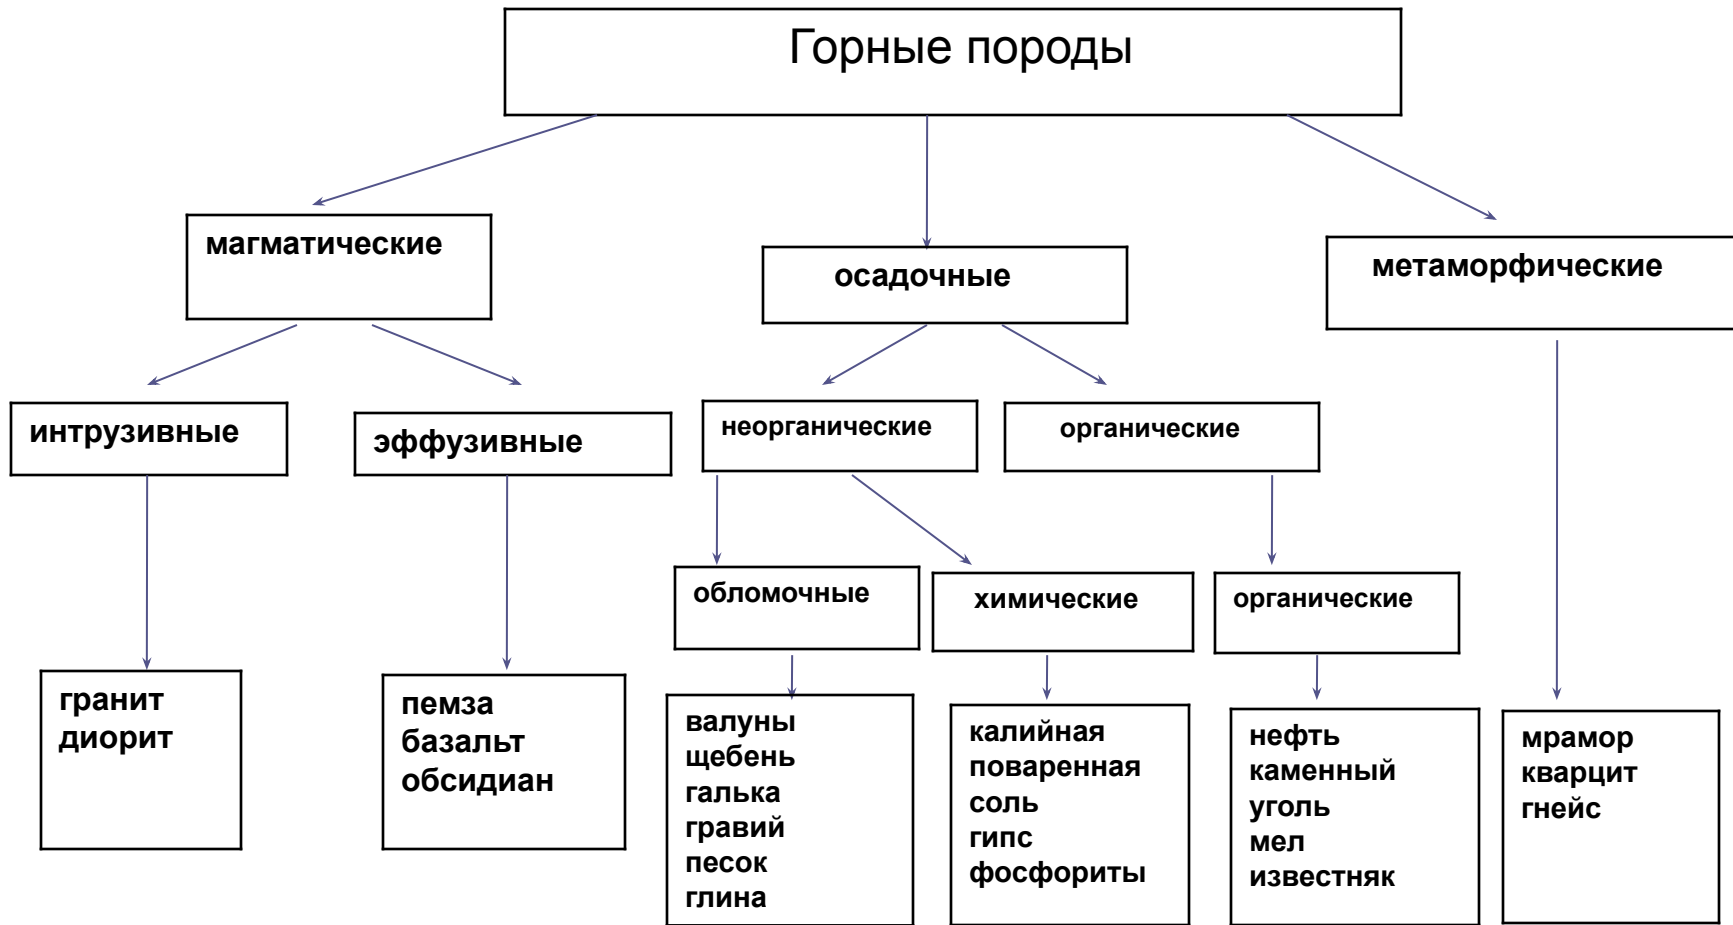 Горные породы
магматические
осадочные
метаморфические
интрузивные
эффузивные
неорганические
органические
обломочные
химические
органические
гранит
диорит
пемза
базальт
обсидиан
валуны
щебень
галька
гравий
песок
глина
калийная
поваренная
соль
гипс
фосфориты
нефть
каменный
уголь
мел
известняк
мрамор
кварцит
гнейс